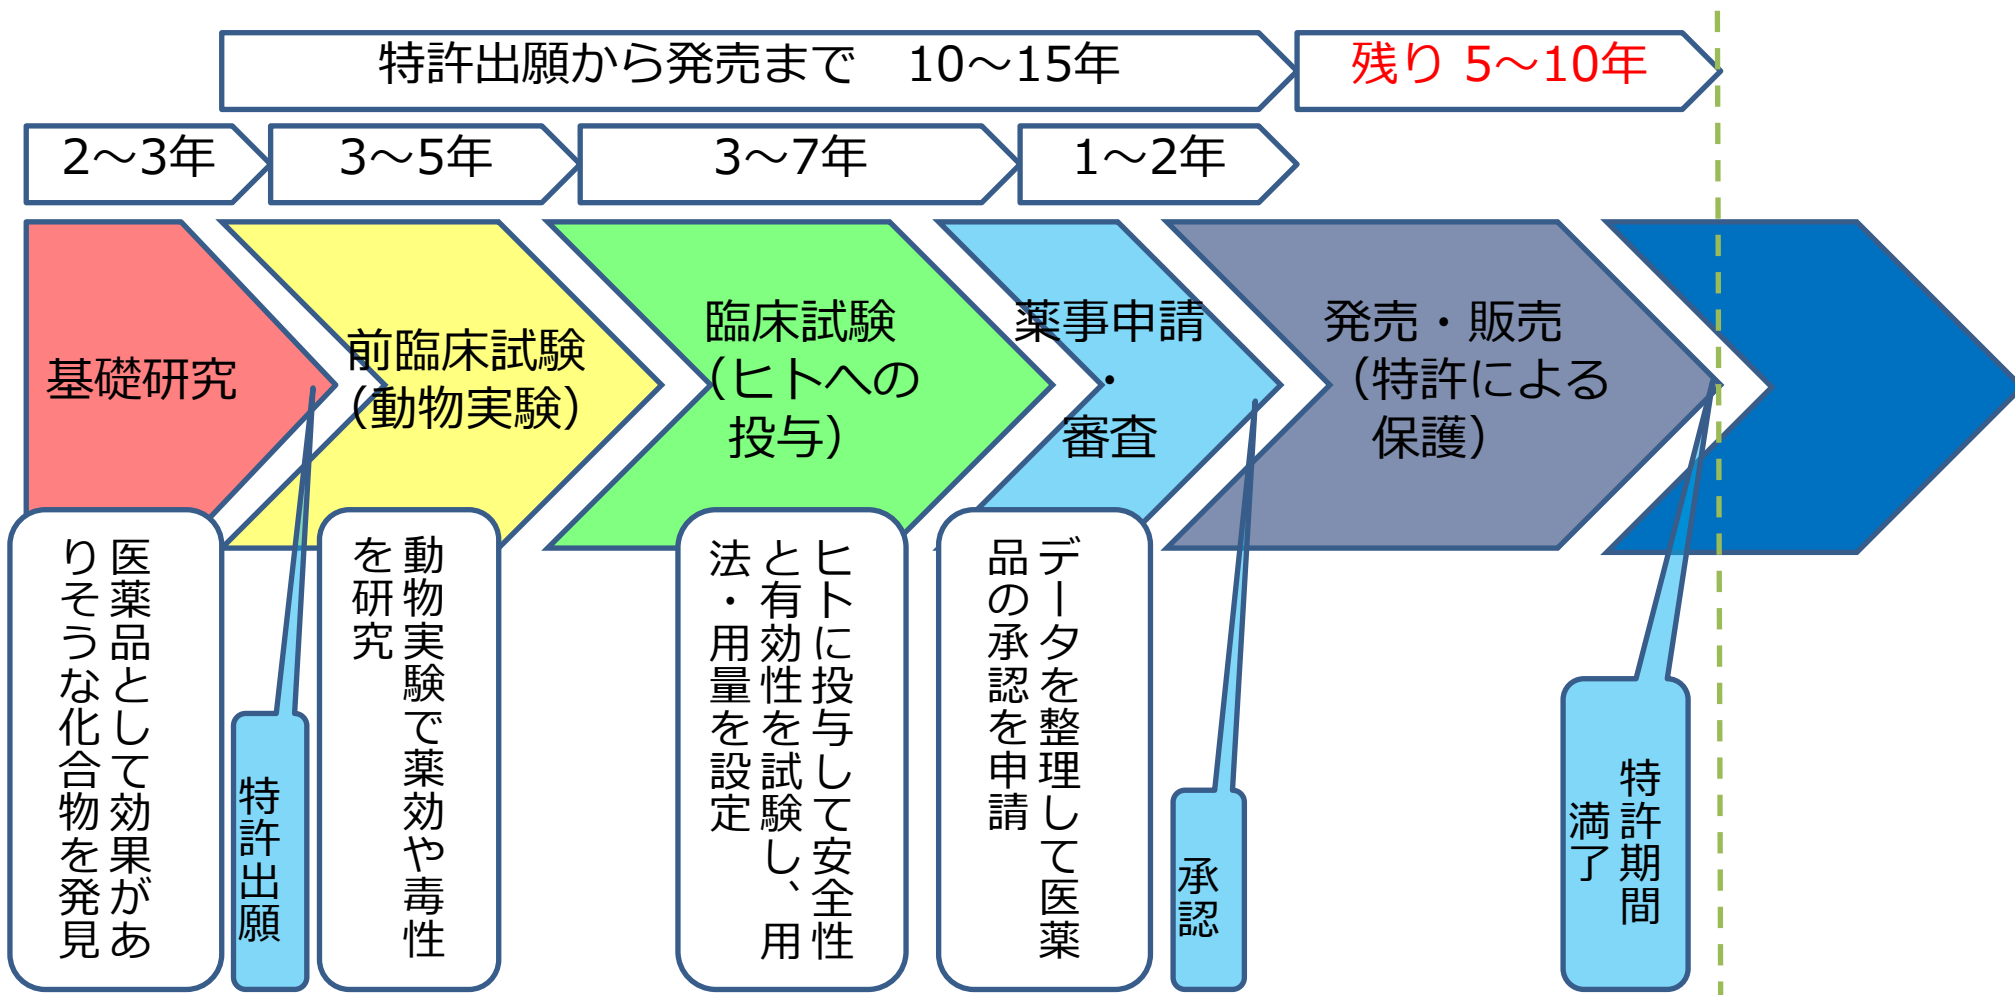 特許出願から発売まで　10～15年
残り 5～10年
2～3年
3～5年
3～7年
1～2年
基礎研究
前臨床試験
（動物実験）
臨床試験
（ヒトへの
投与）
薬事申請
・
審査
発売・販売
（特許による
保護）
医薬品として効果があ
りそうな化合物を発見
特許出願
動物実験で薬効や毒性
を研究
ヒトに投与して安全性
と有効性を試験し、用
法・用量を設定
データを整理して医薬
品の承認を申請
承認
特許期間
満了